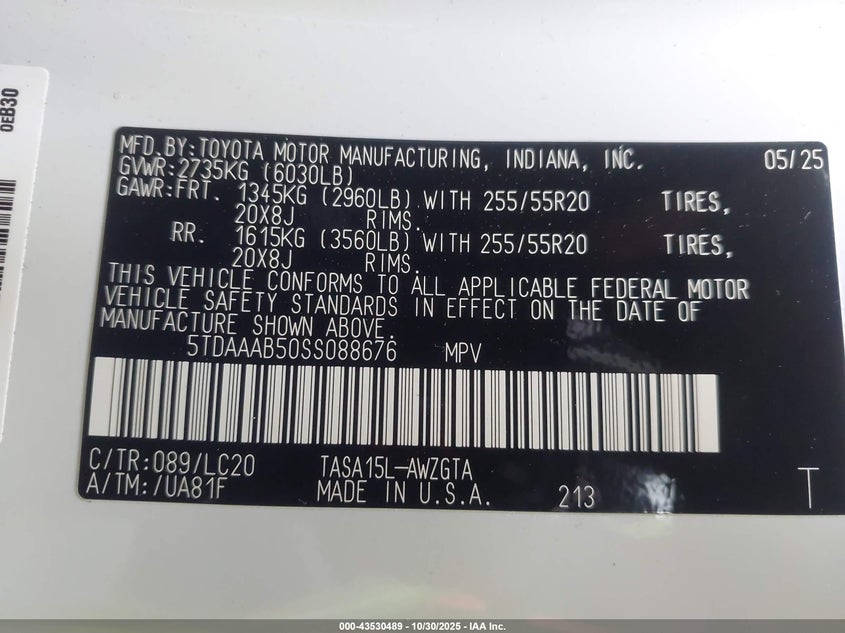 0EB30
MFD.BY:TOYOTA MOTOR MANUFACTURING, INDIANA, INC. 05/25
GVWR:2735KG (6030LB)
GAWR:FRT. 1345KG (2960LB) WITH 255/55R20 TIRES,
20X8J RIMS.
RR. 1615KG (3560LB) WITH 255/55R20 TIRES,
20X8J RIMS.
THIS VEHICLE CONFORMS TO ALL APPLICABLE FEDERAL MOTOR
VEHICLE SAFETY STANDARDS IN EFFECT ON THE DATE OF
MANUFACTURE SHOWN ABOVE.
5TDAAAB50SS088676 MPV
C/TR:089/LC20 TASA15L-AWZGTA
A/TM:/UA81F MADE IN U.S.A. 213 T
000-43530489 - 10/30/2025 - IAA Inc.